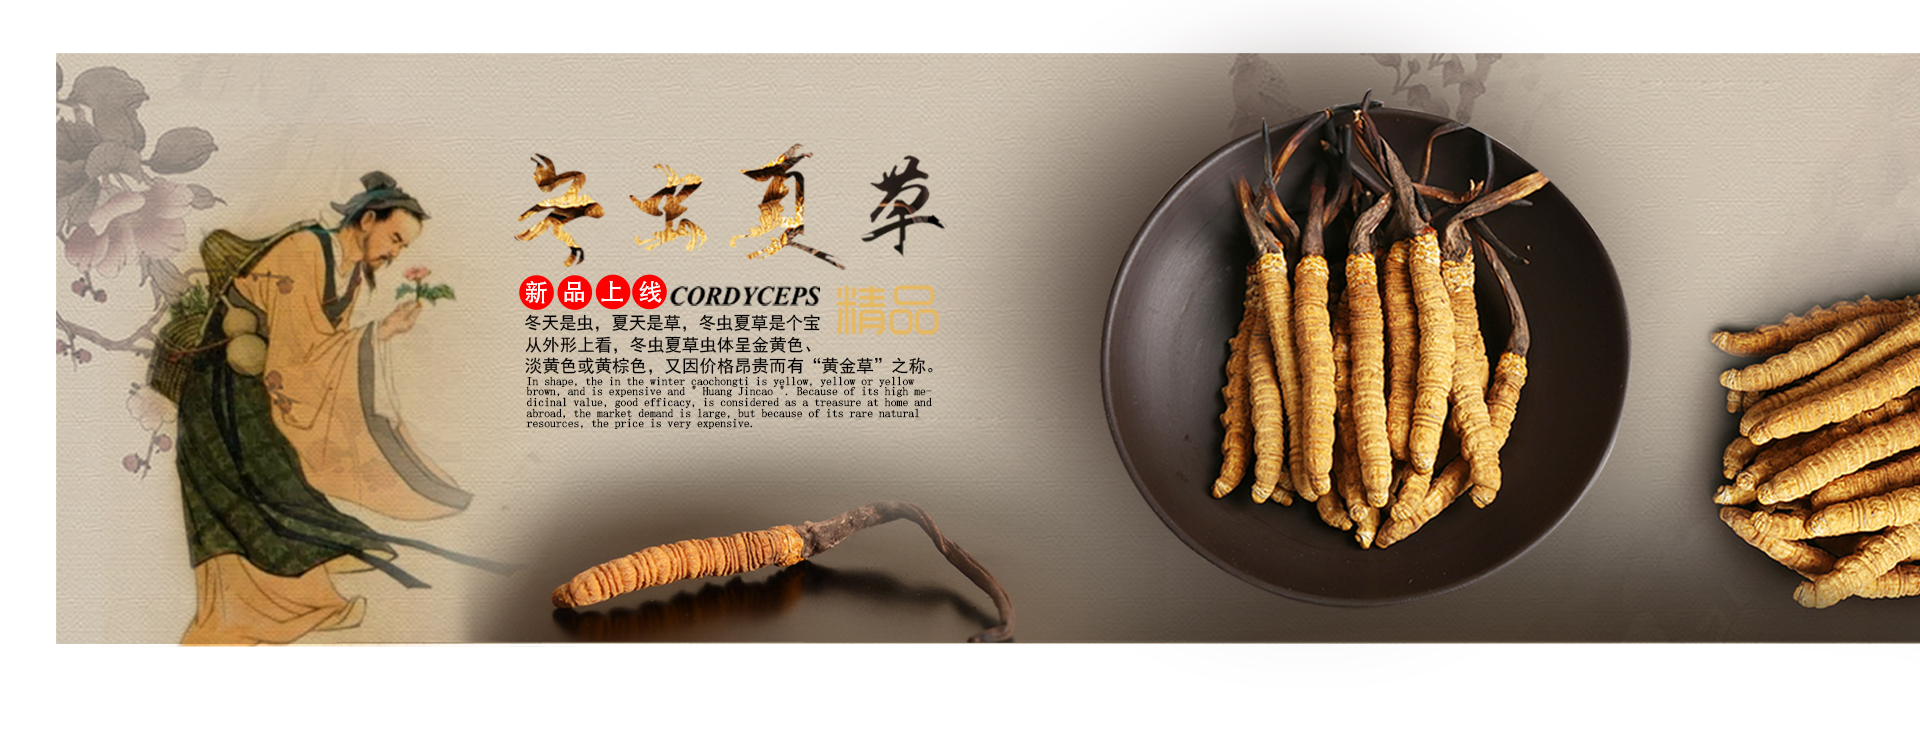 冬虫夏草
新品上线 CORDYCEPS 精品
冬天是虫，夏天是草，冬虫夏草是个宝
从外形上看，冬虫夏草虫体呈金黄色、
淡黄色或黄棕色，又因价格昂贵而有“黄金草”之称。
In shape, the in the winter caochongti is yellow, yellow or yellow
brown, and is expensive and " Huang Jincao ". Because of its high me-
dicinal value, good efficacy, is considered as a treasure at home and
abroad, the market demand is large, but because of its rare natural
resources, the price is very expensive.